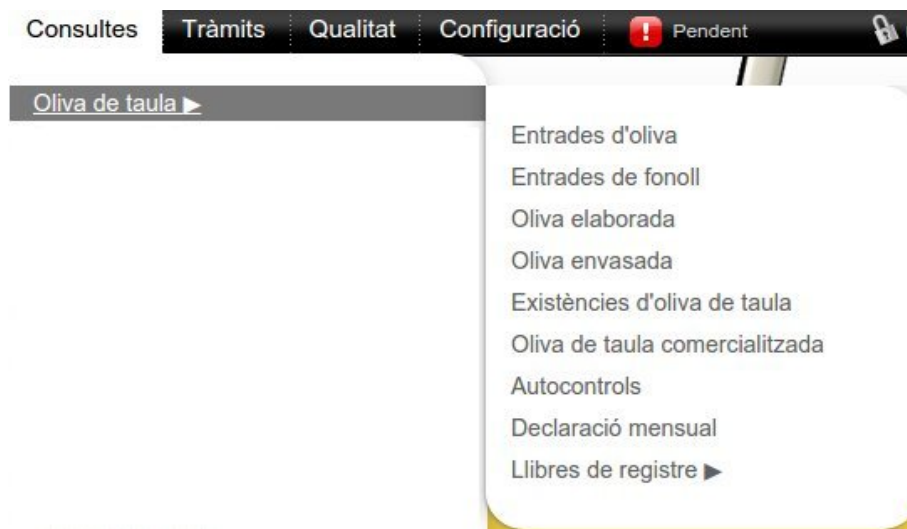 Consultes Tràmits Qualitat Configuració ! Pendent
Oliva de taula ▶
Entrades d'oliva
Entrades de fonoll
Oliva elaborada
Oliva envasada
Existències d'oliva de taula
Oliva de taula comercialitzada
Autocontrols
Declaració mensual
Llibres de registre ▶